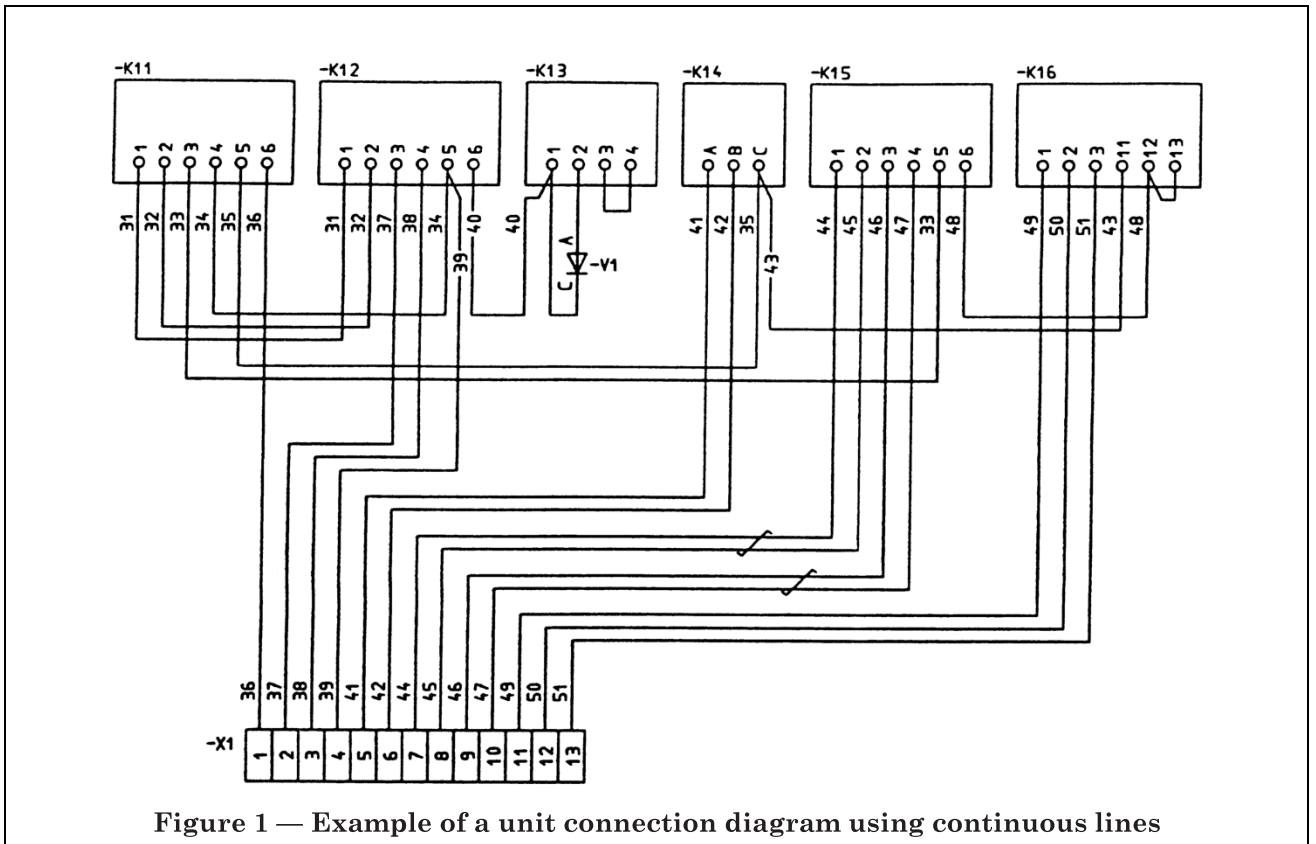 -K11 -K12 -K13 -K14 -K15 -K16
1 2 3 4 5 6 1 2 3 4 5 6 1 2 3 4 A B C 1 2 3 4 5 6 1 2 3 11 12 13
31 32 33 34 35 36 31 32 37 38 34 40 40 41 42 35 44 45 46 47 33 48 49 50 51 43 48
39 A -V1 43
C
36 37 38 39 41 42 44 45 46 47 49 50 51
-X1 1 2 3 4 5 6 7 8 9 10 11 12 13
Figure 1 — Example of a unit connection diagram using continuous lines